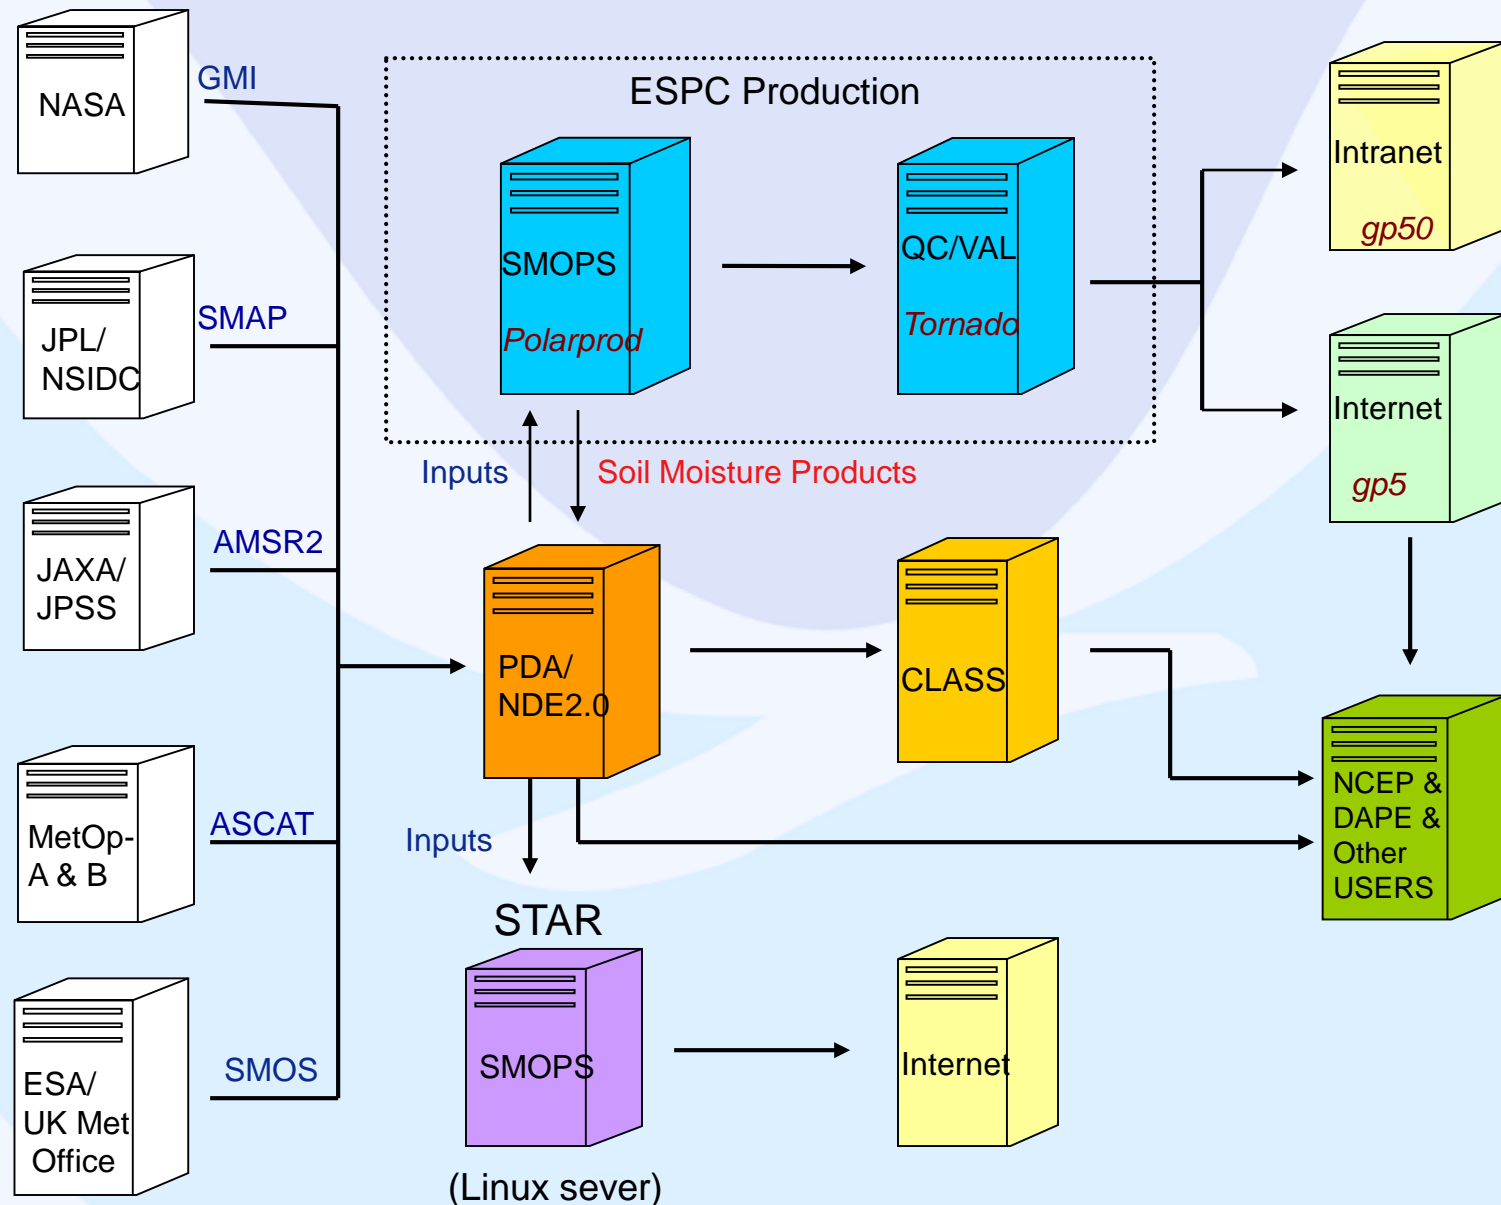 NASA
GMI
JPL/
NSIDC
SMAP
JAXA/
JPSS
AMSR2
MetOp-
A & B
ASCAT
ESA/
UK Met
Office
SMOS
ESPC Production
SMOPS
Polarprod
QC/VAL
Tornado
Intranet
gp50
Internet
gp5
Inputs
Soil Moisture Products
PDA/
NDE2.0
CLASS
NCEP &
DAPE &
Other
USERS
Inputs
STAR
SMOPS
(Linux sever)
Internet